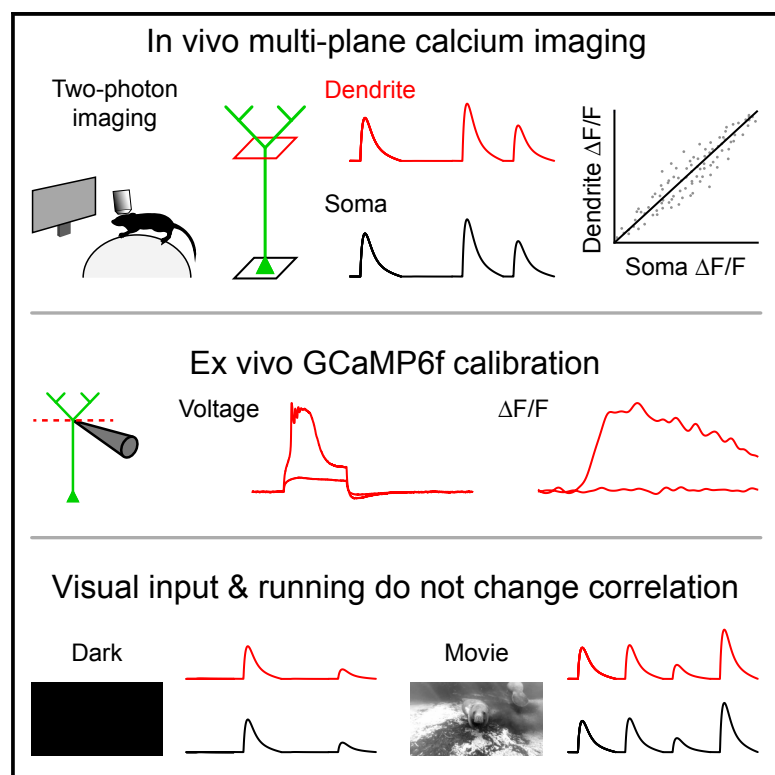 In vivo multi-plane calcium imaging
Two-photon
imaging
Dendrite
Soma
Dendrite ΔF/F
Soma ΔF/F
Ex vivo GCaMP6f calibration
Voltage
ΔF/F
Visual input & running do not change correlation
Dark
Movie